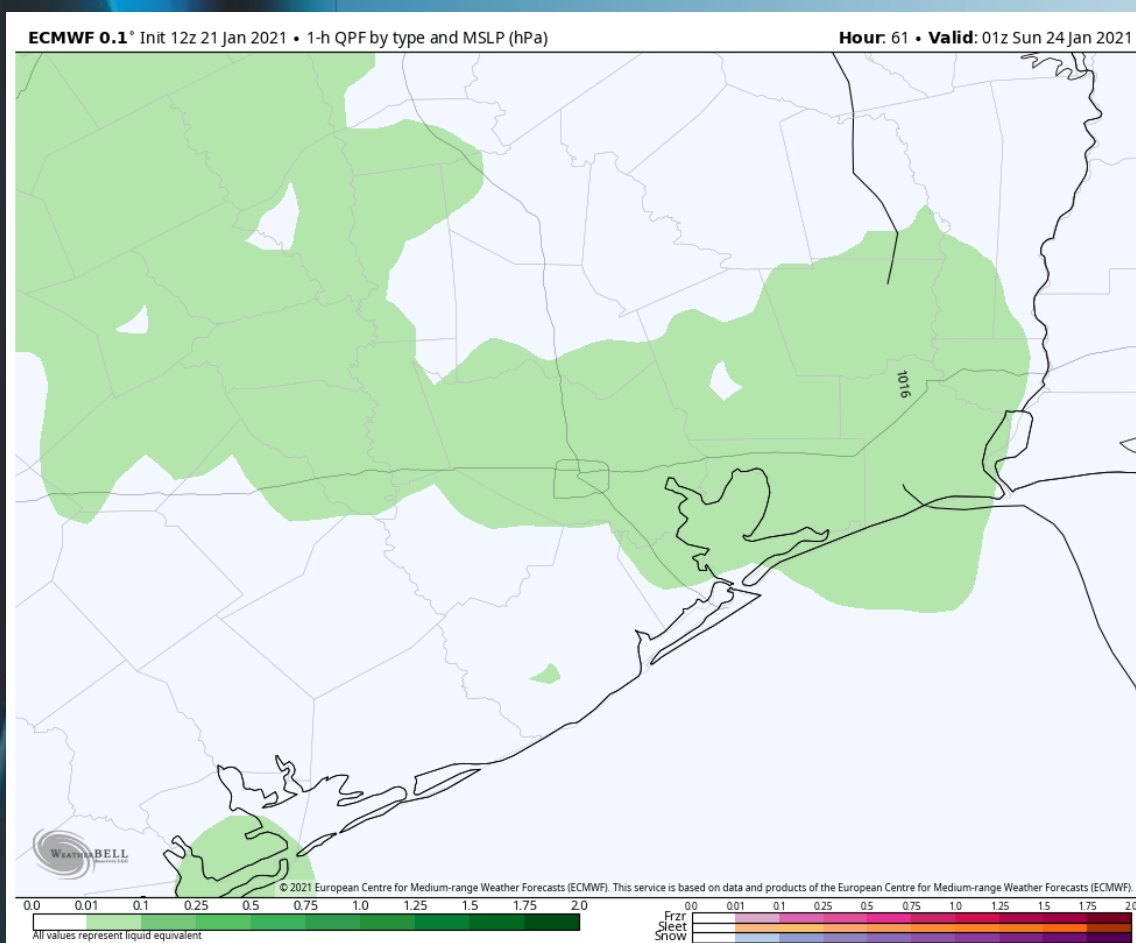 ECMWF 0.1° Init 12z 21 Jan 2021 • 1-h QPF by type and MSLP (hPa)
Hour: 61 • Valid: 01z Sun 24 Jan 2021
1016
WEATHERBELL
© 2021 European Centre for Medium-range Weather Forecasts (ECMWF). This service is based on data and products of the European Centre for Medium-range Weather Forecasts (ECMWF).
0.0 0.01 0.1 0.25 0.5 0.75 1.0 1.25 1.5 1.75 2.0
All values represent liquid equivalent
0.0 0.01 0.1 0.25 0.5 0.75 1.0 1.25 1.5 1.75 2.0
Frzr
Sleet
Snow